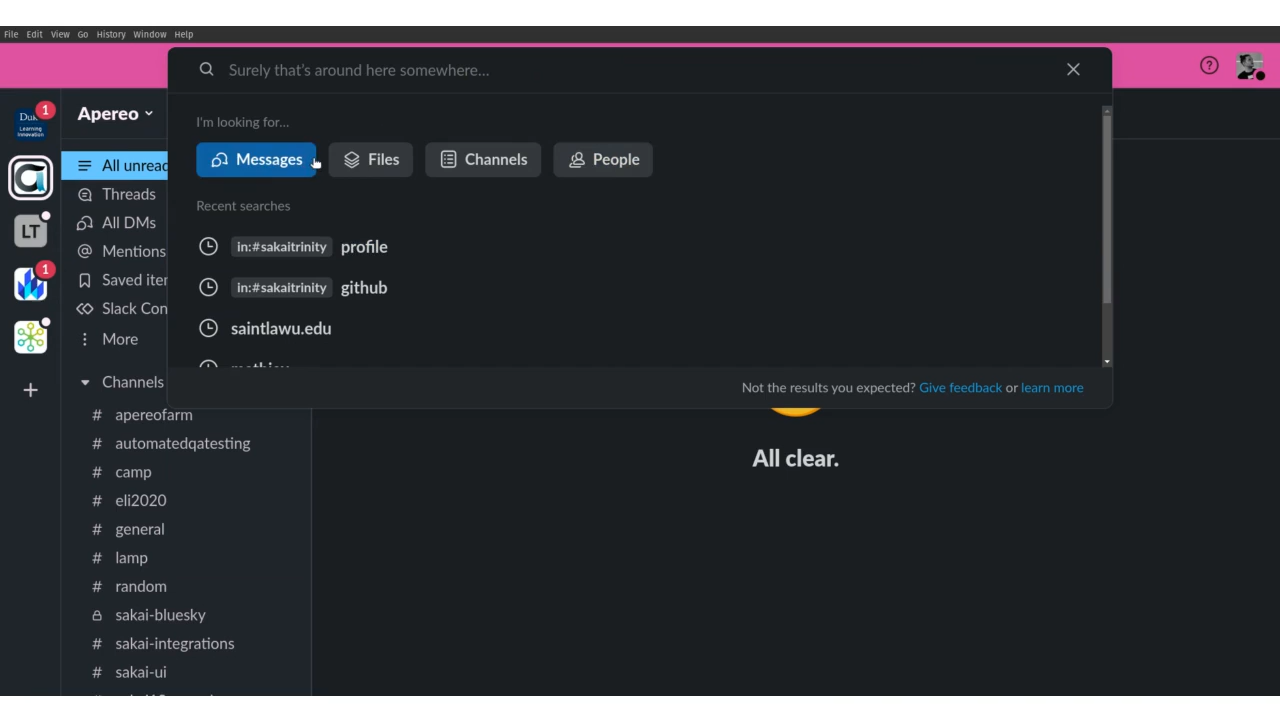 File Edit View Go History Window Help
Surely that's around here somewhere...
Duk
Learning
Innovation
1
Apereo
I'm looking for...
Messages Files Channels People
All unread
Threads
All DMs
Mentions
Saved iter
Slack Con
More
LT
1
Recent searches
in:#sakaitrinity profile
in:#sakaitrinity github
saintlawu.edu
Not the results you expected? Give feedback or learn more
Channels
# apereofarm
# automatedqatesting
# camp
# eli2020
# general
# lamp
# random
sakai-bluesky
# sakai-integrations
# sakai-ui
All clear.